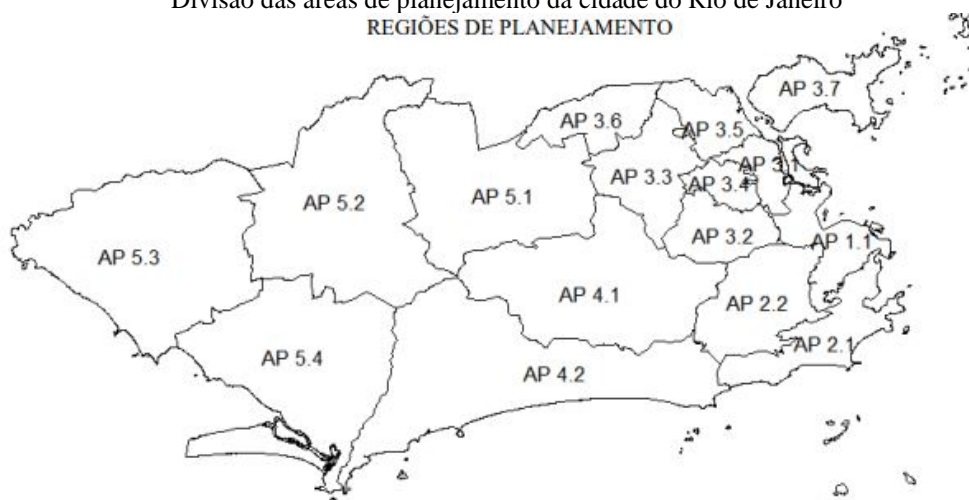 Divisão das áreas de planejamento da cidade do Rio de Janeiro
REGIÕES DE PLANEJAMENTO
AP 3.7
AP 3.6
AP 3.5
AP 3.1
AP 3.3
AP 3.4
AP 5.2
AP 5.1
AP 3.2
AP 1.1
AP 5.3
AP 4.1
AP 2.2
AP 2.1
AP 5.4
AP 4.2